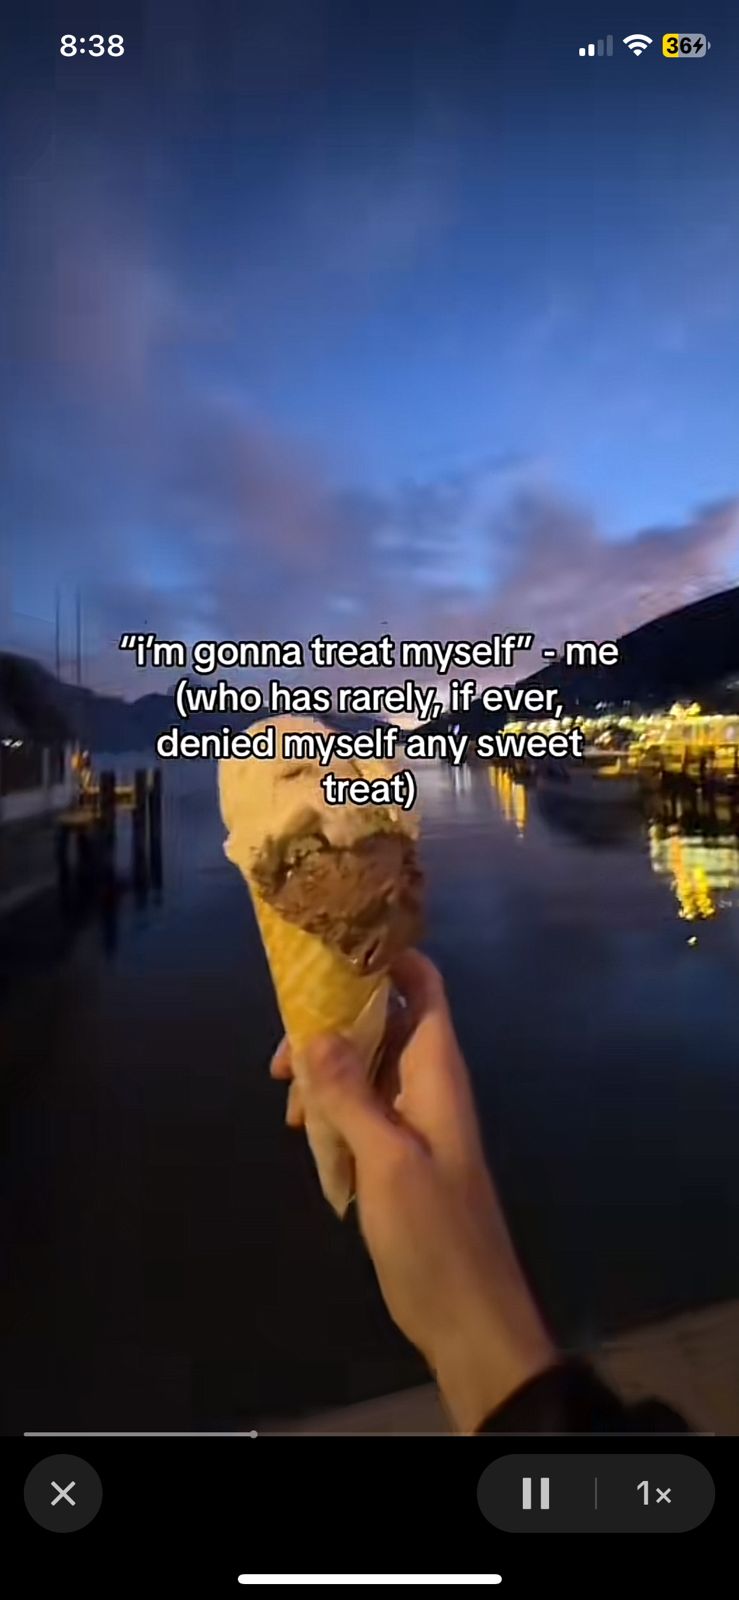 8:38
36
"i'm gonna treat myself" - me
(who has rarely, if ever,
denied myself any sweet
treat)
1×